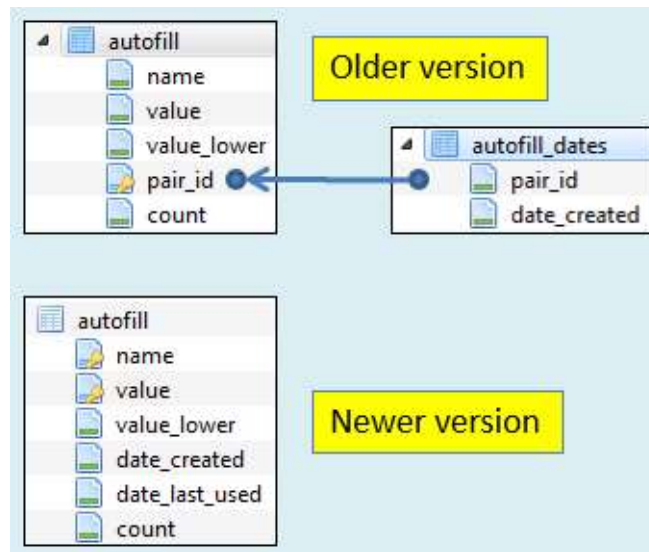 autofill
name
value
value_lower
pair_id
count
Older version
autofill_dates
pair_id
date_created
autofill
name
value
value_lower
date_created
date_last_used
count
Newer version